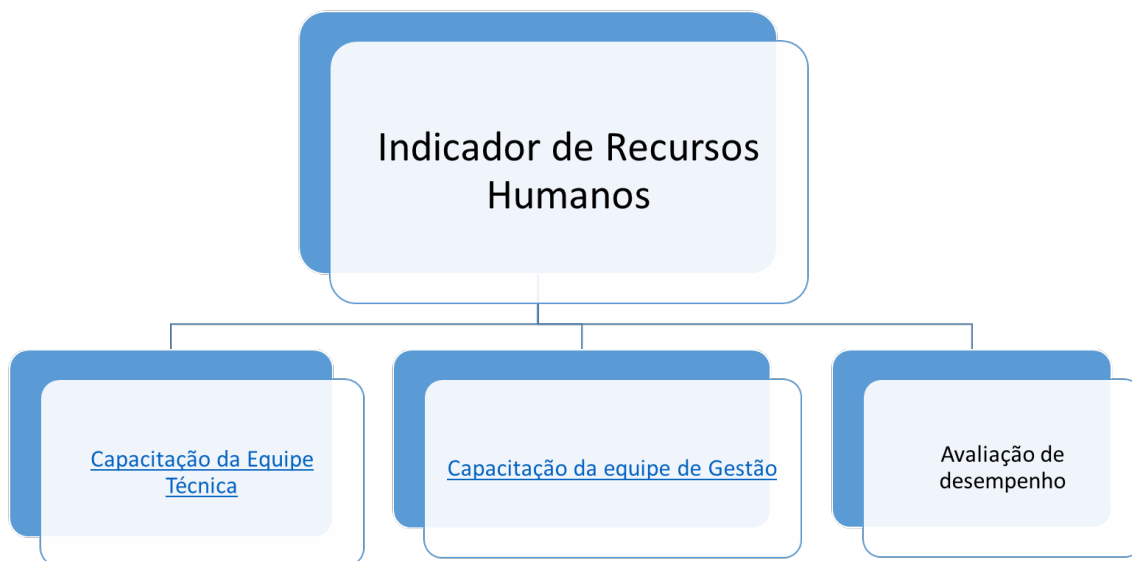 Indicador de Recursos
Humanos
Capacitação da Equipe
Técnica
Capacitação da equipe de Gestão
Avaliação de
desempenho